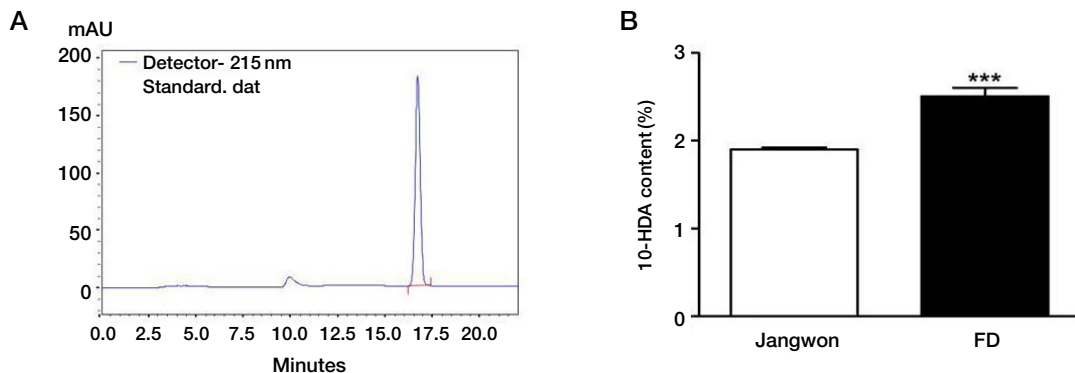 A
mAU
Detector- 215 nm
Standard. dat
200
150
100
50
0
0.0 2.5 5.0 7.5 10.0 12.5 15.0 17.5 20.0
Minutes
B
10-HDA content (%)
3
2
1
0
***
Jangwon FD